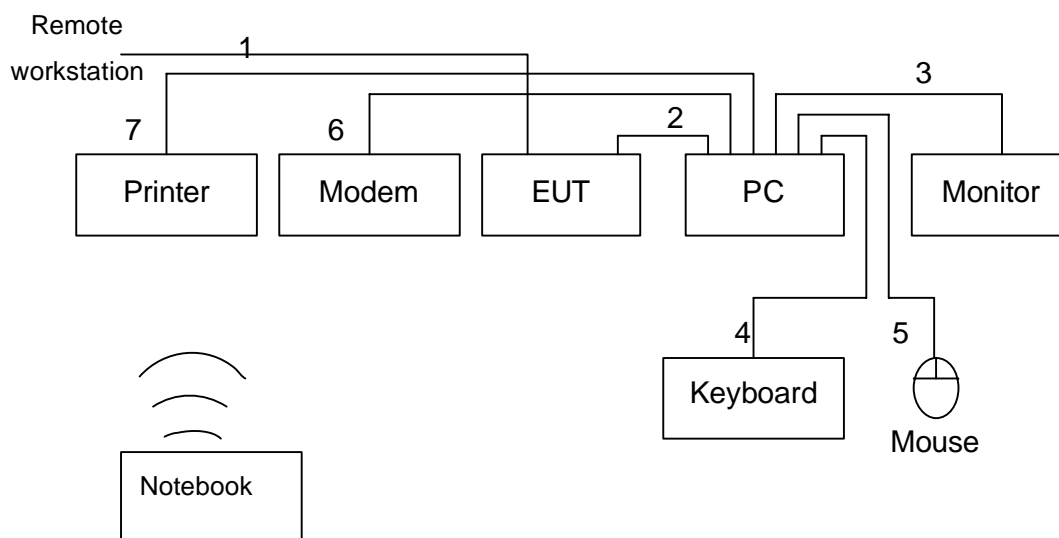 Remote
workstation
1
3
7
6
2
Printer
Modem
EUT
PC
Monitor
4
5
Keyboard
Mouse
Notebook